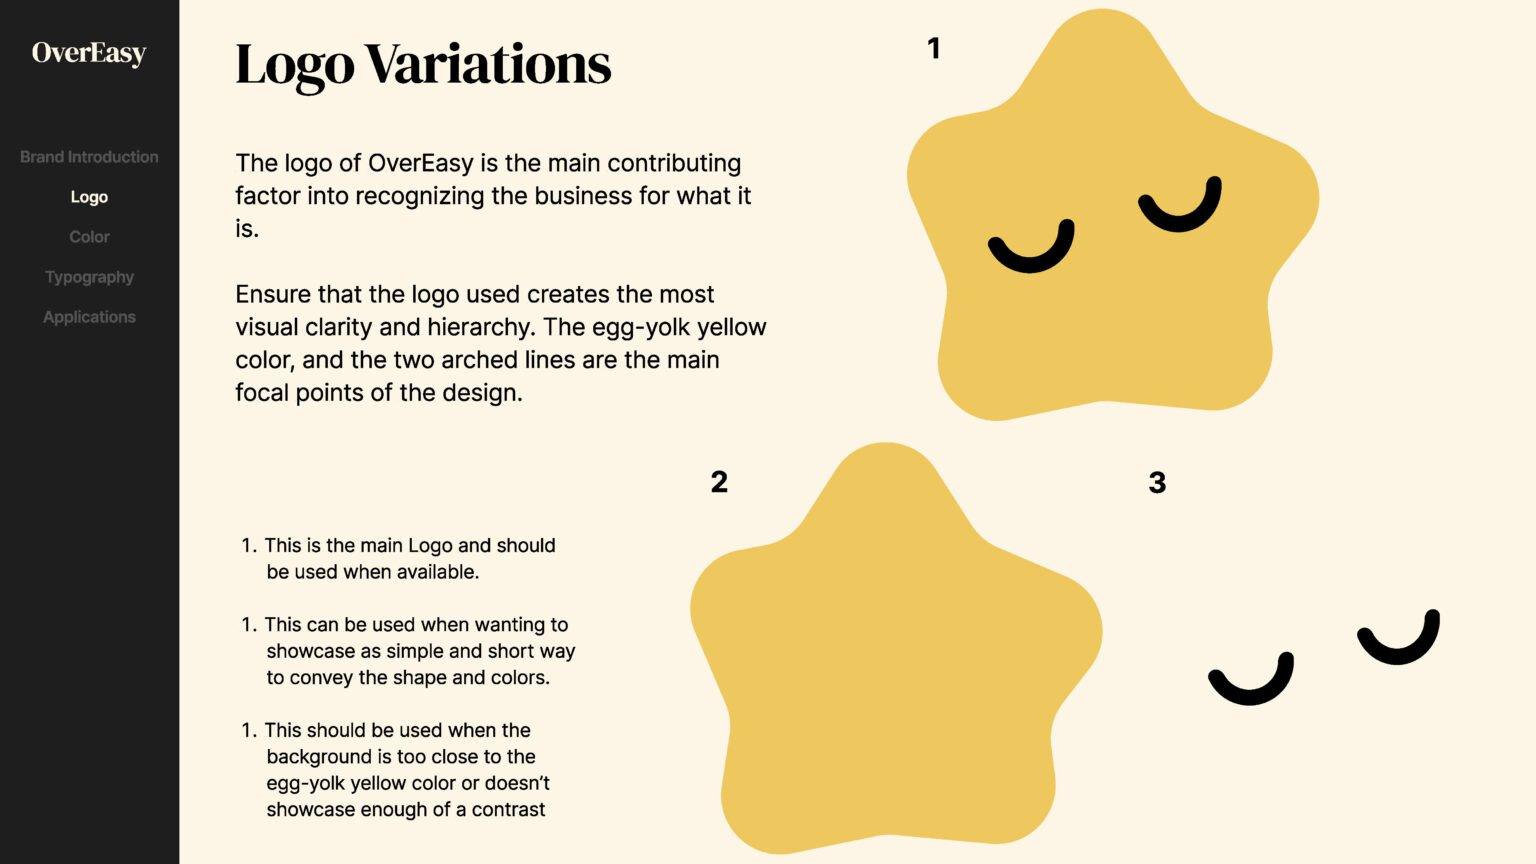 OverEasy
Brand Introduction
Logo
Color
Typography
Applications
Logo Variations
The logo of OverEasy is the main contributing
factor into recognizing the business for what it
is.
Ensure that the logo used creates the most
visual clarity and hierarchy. The egg-yolk yellow
color, and the two arched lines are the main
focal points of the design.
1. This is the main Logo and should
be used when available.
1. This can be used when wanting to
showcase as simple and short way
to convey the shape and colors.
1. This should be used when the
background is too close to the
egg-yolk yellow color or doesn’t
showcase enough of a contrast
1
2
3